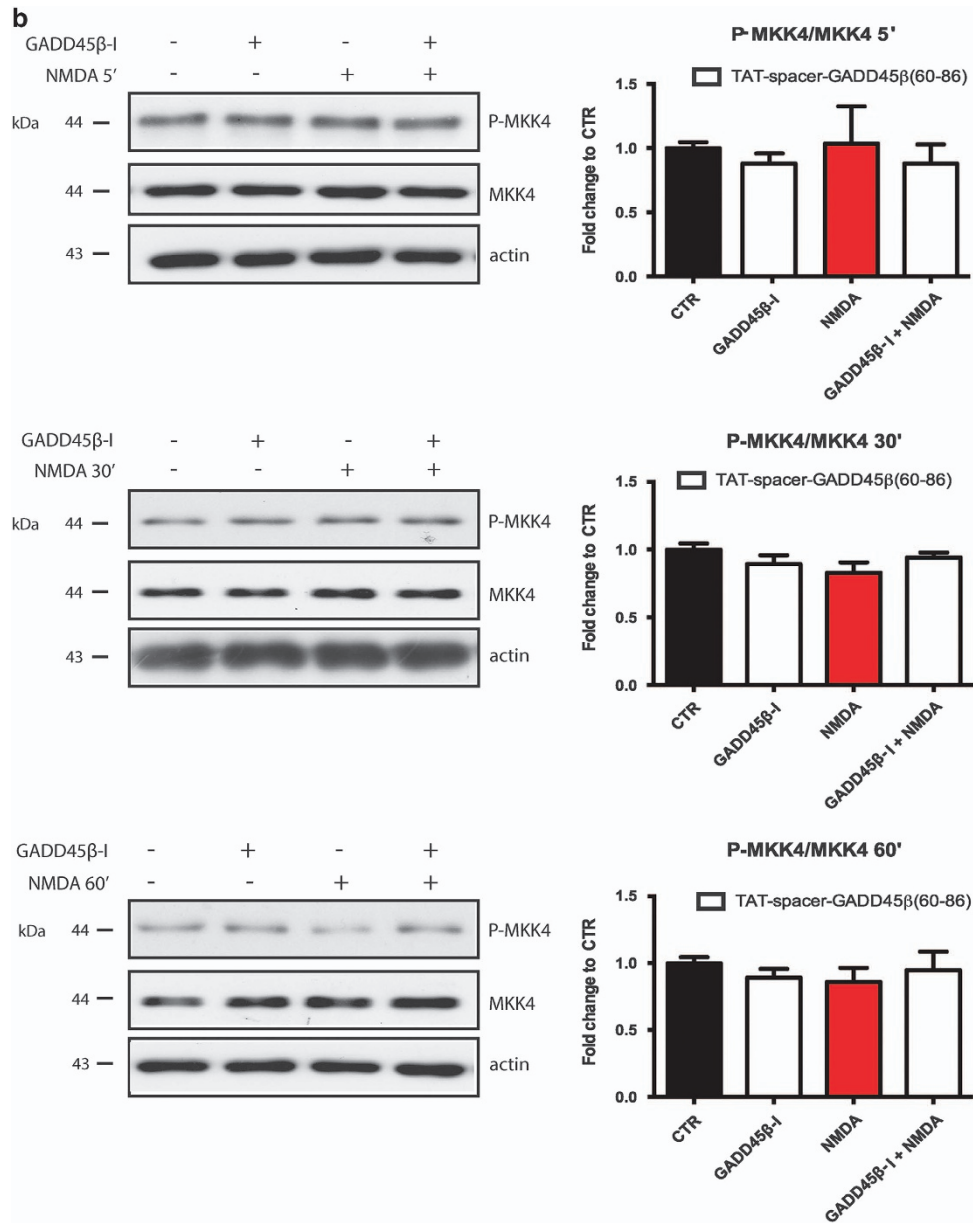 b
GADD45β-I - + - +
NMDA 5' - - + +
kDa 44 P-MKK4
44 MKK4
43 actin
P-MKK4/MKK4 5'
TAT-spacer-GADD45β(60-86)
Fold change to CTR
1.5
1.0
0.5
0.0
CTR
GADD45β-I
NMDA
GADD45β-I + NMDA
GADD45β-I - + - +
NMDA 30' - - + +
kDa 44 P-MKK4
44 MKK4
43 actin
P-MKK4/MKK4 30'
TAT-spacer-GADD45β(60-86)
Fold change to CTR
1.5
1.0
0.5
0.0
CTR
GADD45β-I
NMDA
GADD45β-I + NMDA
GADD45β-I - + - +
NMDA 60' - - + +
kDa 44 P-MKK4
44 MKK4
43 actin
P-MKK4/MKK4 60'
TAT-spacer-GADD45β(60-86)
Fold change to CTR
1.5
1.0
0.5
0.0
CTR
GADD45β-I
NMDA
GADD45β-I + NMDA